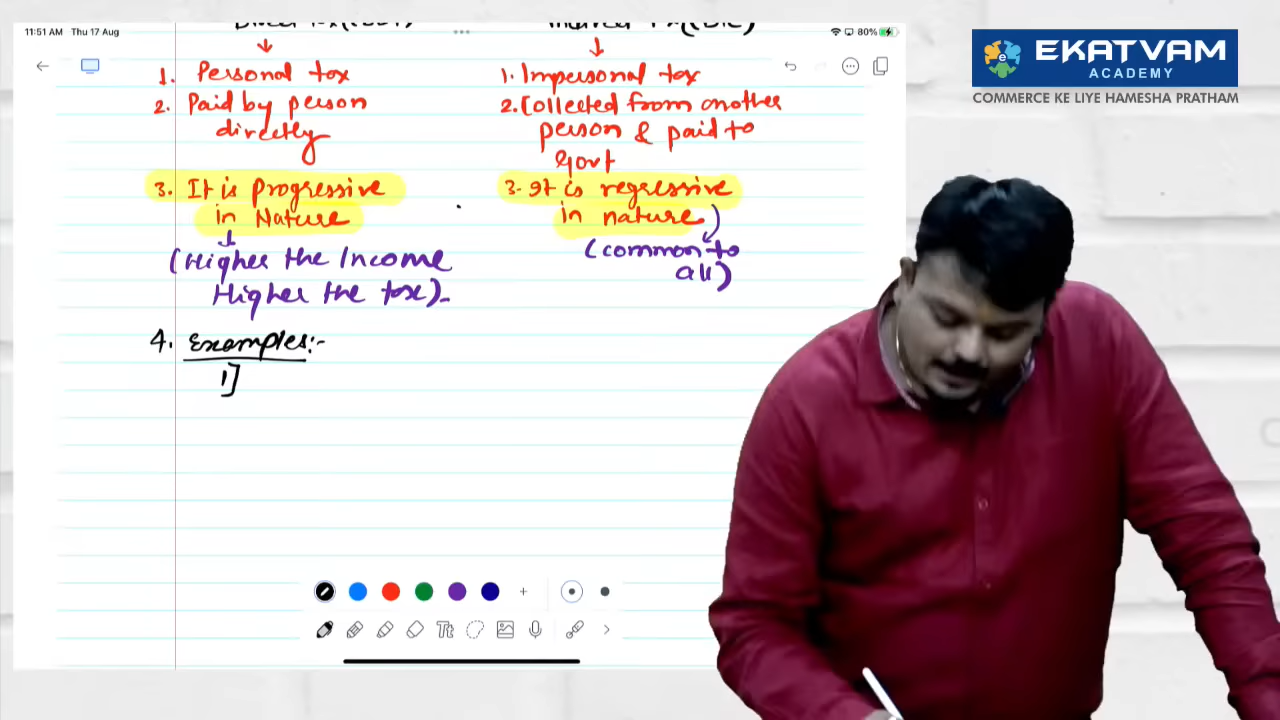 11:51 AM Thu 17 Aug
80%
EKATVAM
ACADEMY
COMMERCE KE LIYE HAMESHA PRATHAM
1. Personal tax
2. Paid by person
directly
3. It is progressive
in Nature
(Higher the Income
Higher the tax).
4. Examples:-
1]
1. Impersonal tax
2. Collected from another
person & paid to
Govt
3. It is regressive
in nature
(common to
all)
Tt